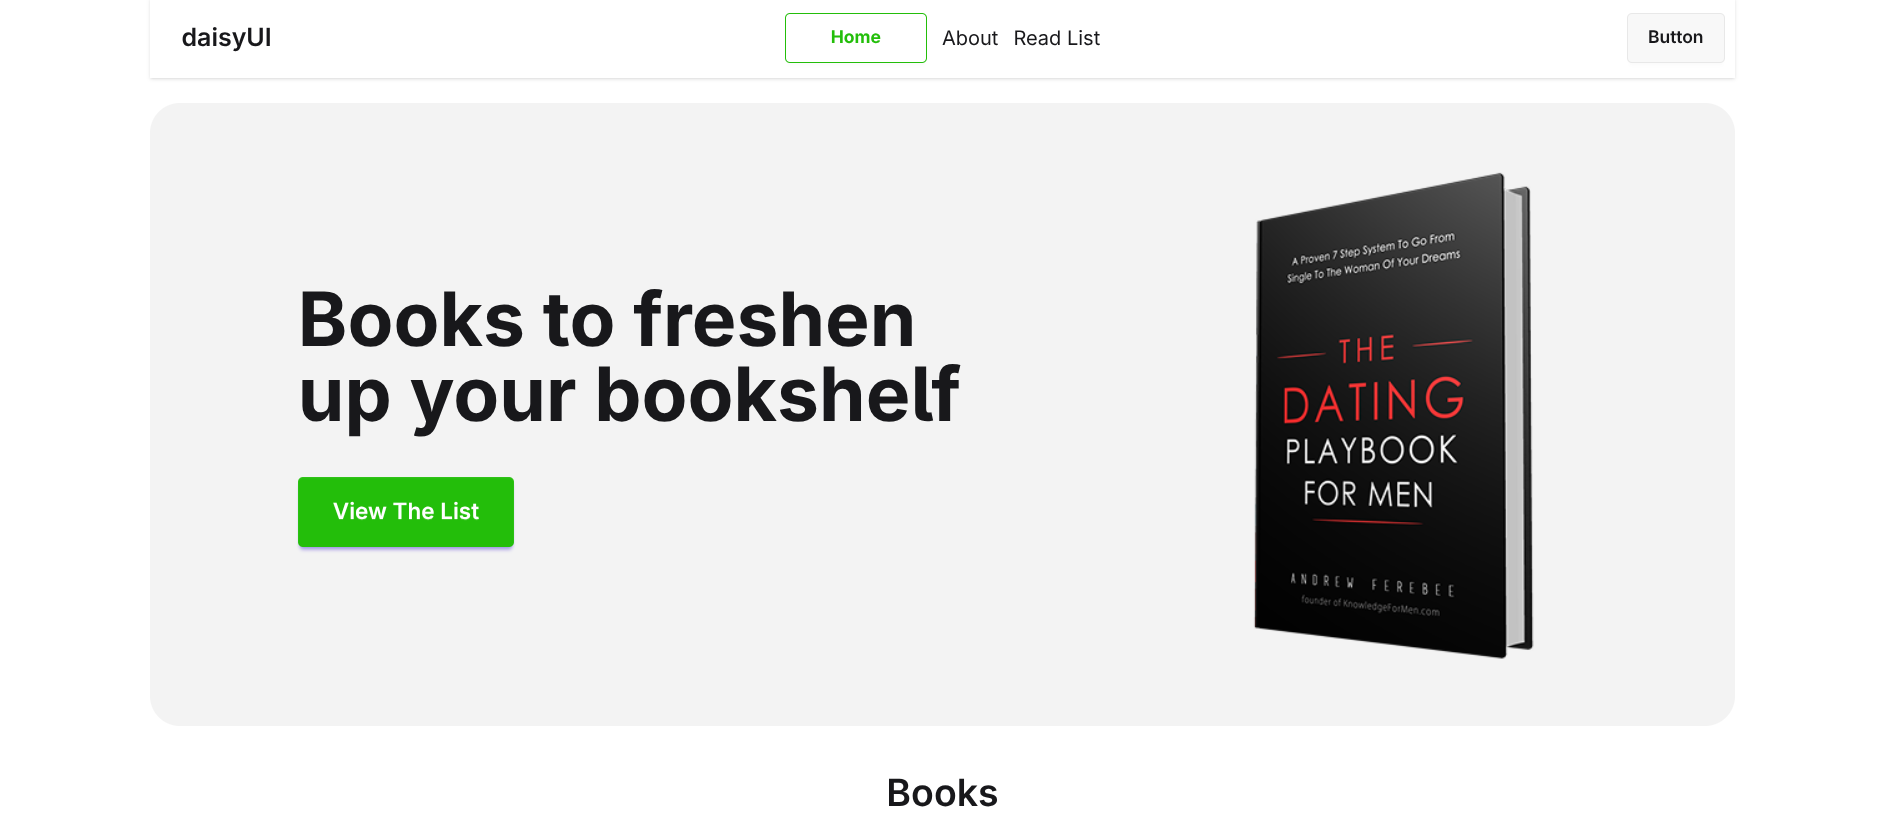 daisyUI
Home
About
Read List
Button
Books to freshen
up your bookshelf
View The List
A Proven 7 Step System To Go From
Single To The Woman Of Your Dreams
THE
DATING
PLAYBOOK
FOR MEN
ANDREW FEREBEE
founder of KnowledgeForMen.com
Books